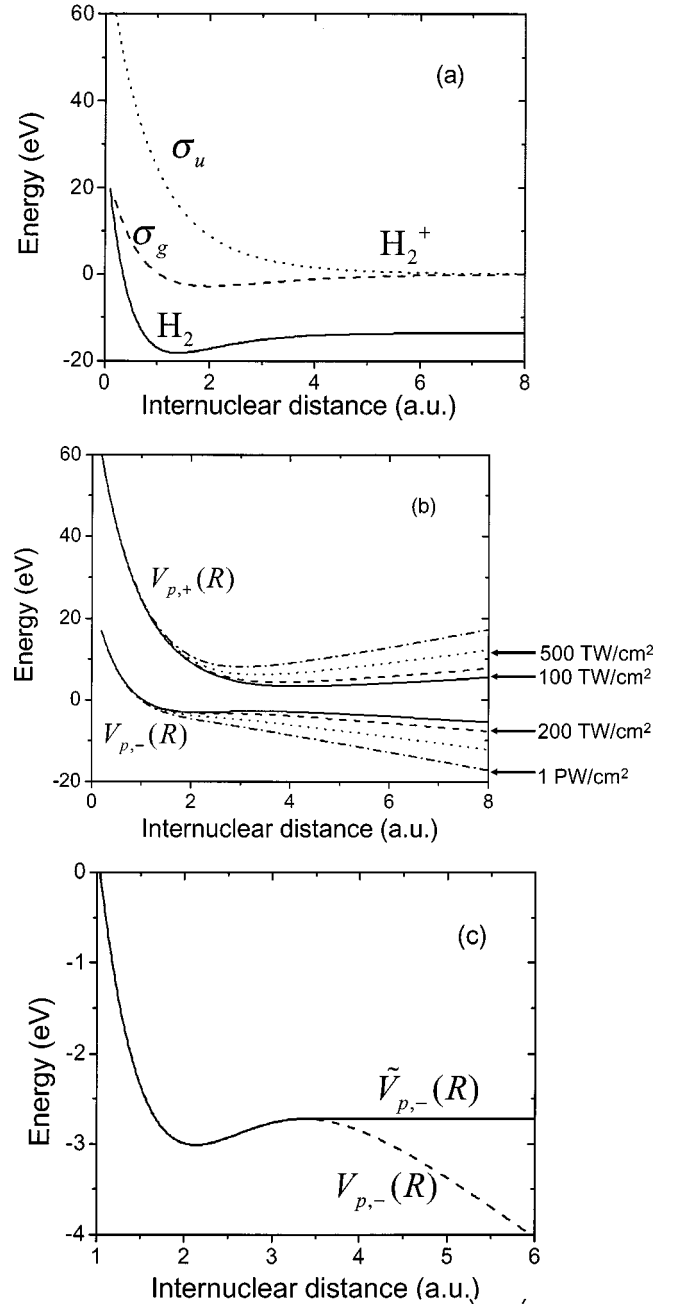 60
(a)
40
σu
Energy (eV)
20
σg
H2+
0
H2
-20
0 2 4 6 8
Internuclear distance (a.u.)
60
(b)
40
Vp,+(R)
Energy (eV)
20
500 TW/cm2
100 TW/cm2
0
Vp,−(R)
200 TW/cm2
-20
1 PW/cm2
0 2 4 6 8
Internuclear distance (a.u.)
0
(c)
-1
Energy (eV)
-2
Ṽp,−(R)
-3
Vp,−(R)
-4
1 2 3 4 5 6
Internuclear distance (a.u.)